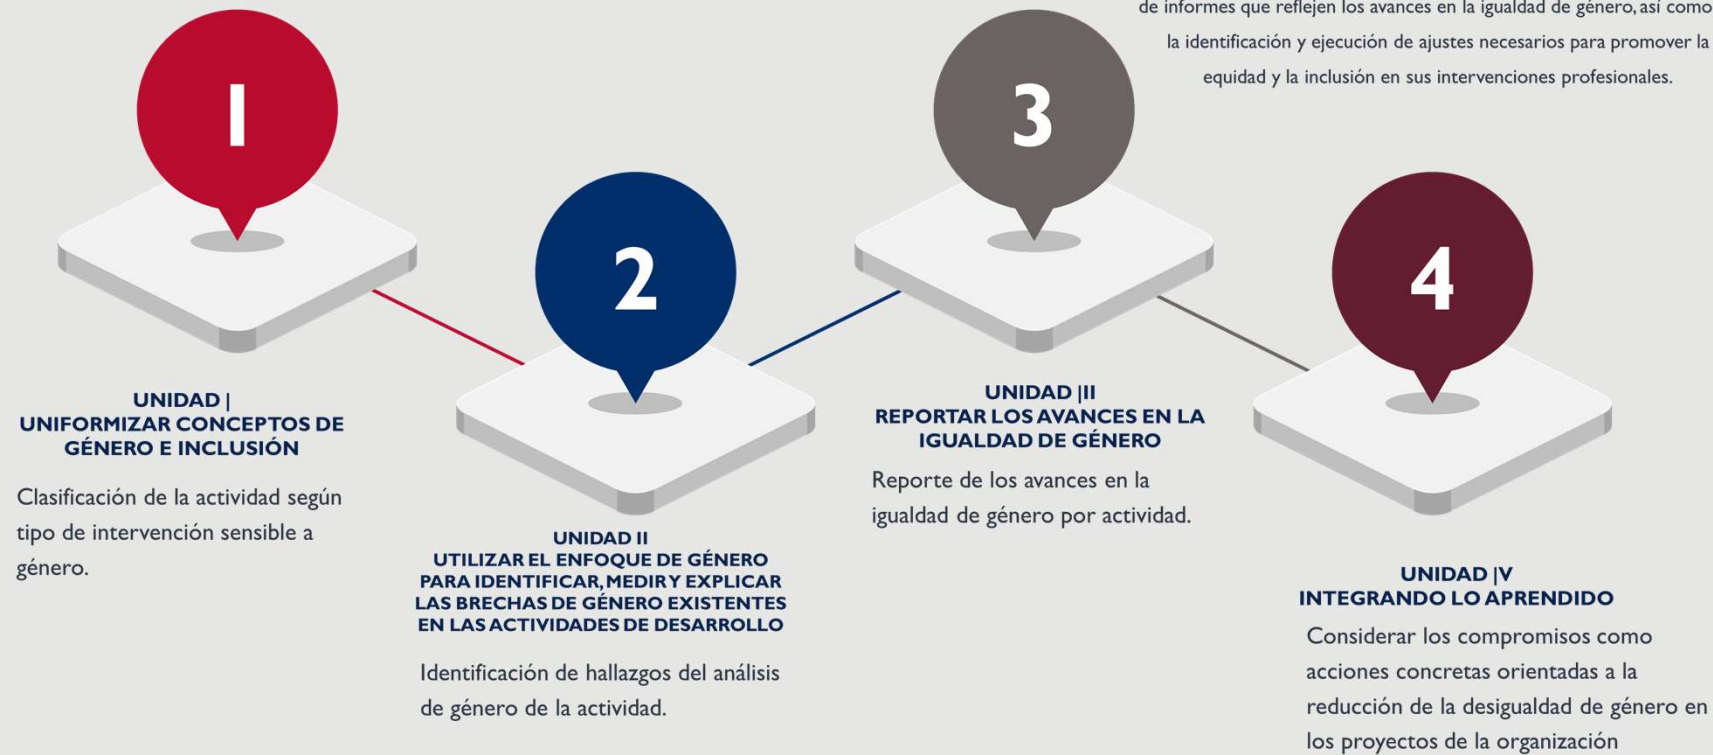 de informes que reflejen los avances en la igualdad de género, así como
la identificación y ejecución de ajustes necesarios para promover la
equidad y la inclusión en sus intervenciones profesionales.
1
UNIDAD |
UNIFORMIZAR CONCEPTOS DE
GÉNERO E INCLUSIÓN
Clasificación de la actividad según
tipo de intervención sensible a
género.
2
UNIDAD II
UTILIZAR EL ENFOQUE DE GÉNERO
PARA IDENTIFICAR, MEDIR Y EXPLICAR
LAS BRECHAS DE GÉNERO EXISTENTES
EN LAS ACTIVIDADES DE DESARROLLO
Identificación de hallazgos del análisis
de género de la actividad.
3
UNIDAD |II
REPORTAR LOS AVANCES EN LA
IGUALDAD DE GÉNERO
Reporte de los avances en la
igualdad de género por actividad.
4
UNIDAD |V
INTEGRANDO LO APRENDIDO
Considerar los compromisos como
acciones concretas orientadas a la
reducción de la desigualdad de género en
los proyectos de la organización